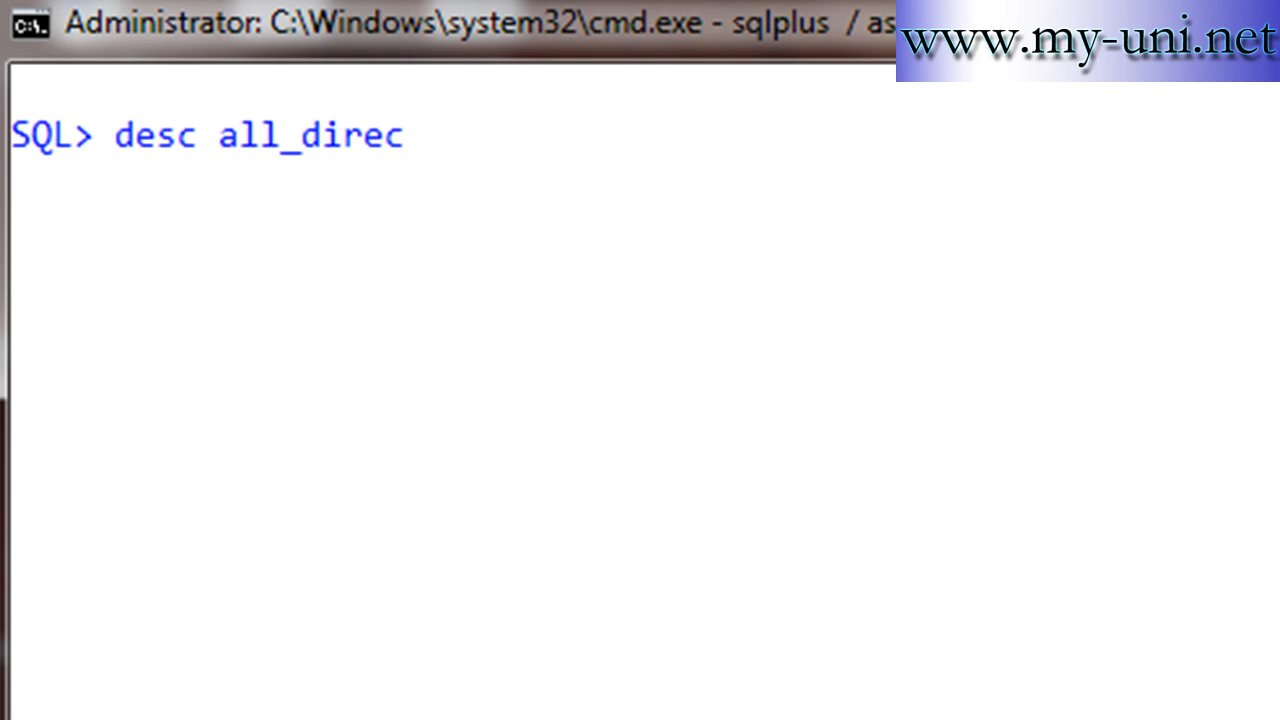 Administrator: C:\Windows\system32\cmd.exe - sqlplus / as
www.my-uni.net
SQL> desc all_direc